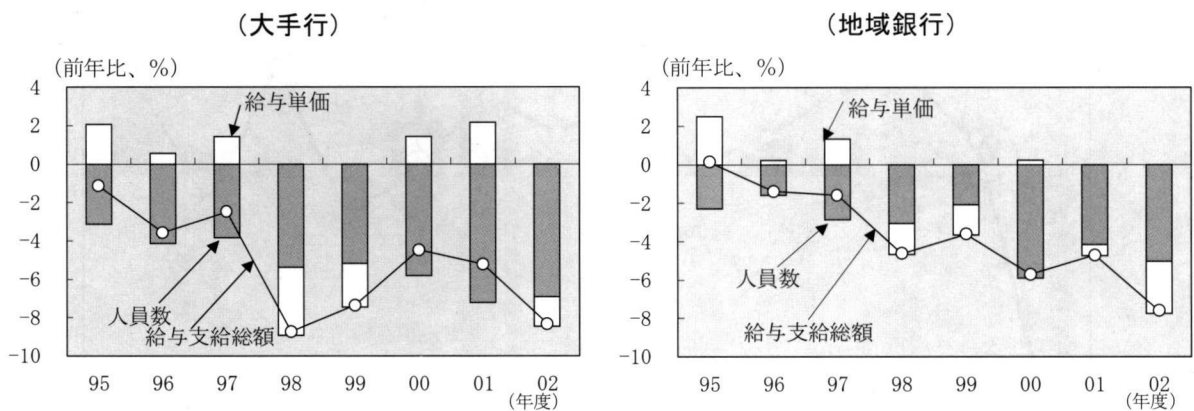 (大手行)
(前年比、%)
4
2
0
-2
-4
-6
-8
-10
給与単価
人員数
給与支給総額
95 96 97 98 99 00 01 02
(年度)
(地域銀行)
(前年比、%)
4
2
0
-2
-4
-6
-8
-10
給与単価
人員数
給与支給総額
95 96 97 98 99 00 01 02
(年度)